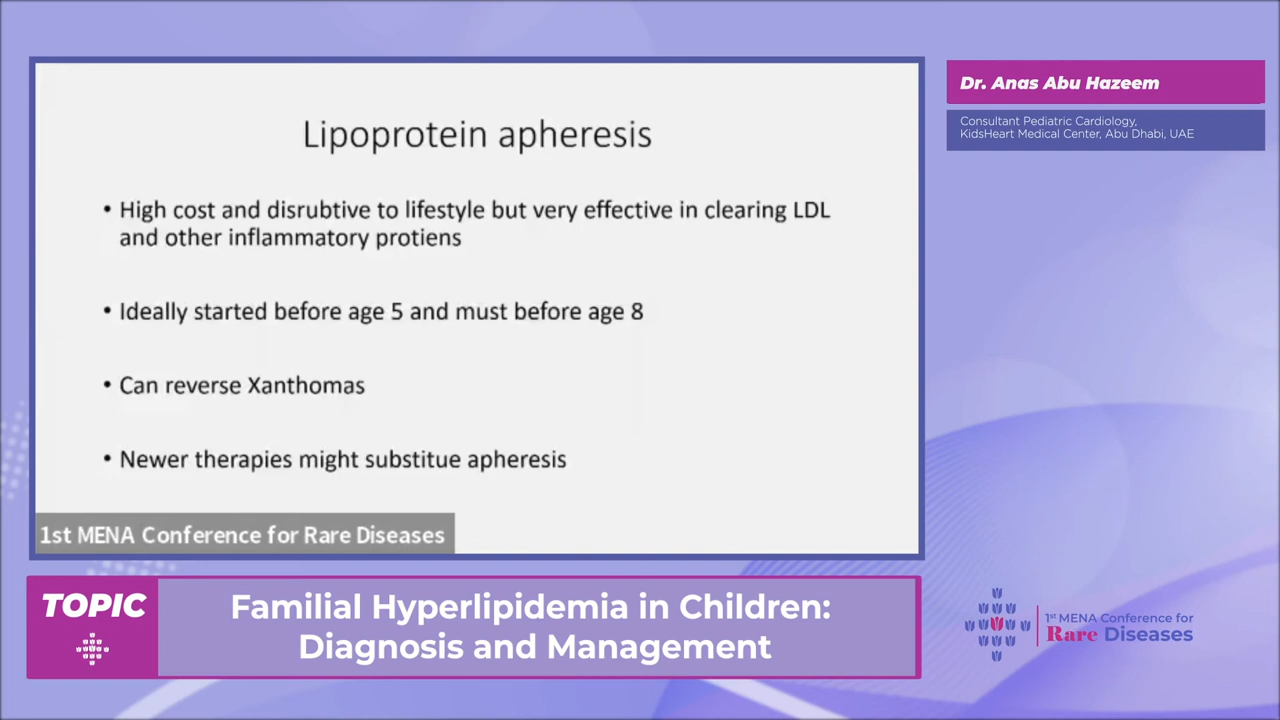 Lipoprotein apheresis
• High cost and disrubtive to lifestyle but very effective in clearing LDL
and other inflammatory protiens
• Ideally started before age 5 and must before age 8
• Can reverse Xanthomas
• Newer therapies might substitue apheresis
1st MENA Conference for Rare Diseases
Dr. Anas Abu Hazeem
Consultant Pediatric Cardiology,
KidsHeart Medical Center, Abu Dhabi, UAE
TOPIC
Familial Hyperlipidemia in Children:
Diagnosis and Management
1st MENA Conference for
Rare Diseases